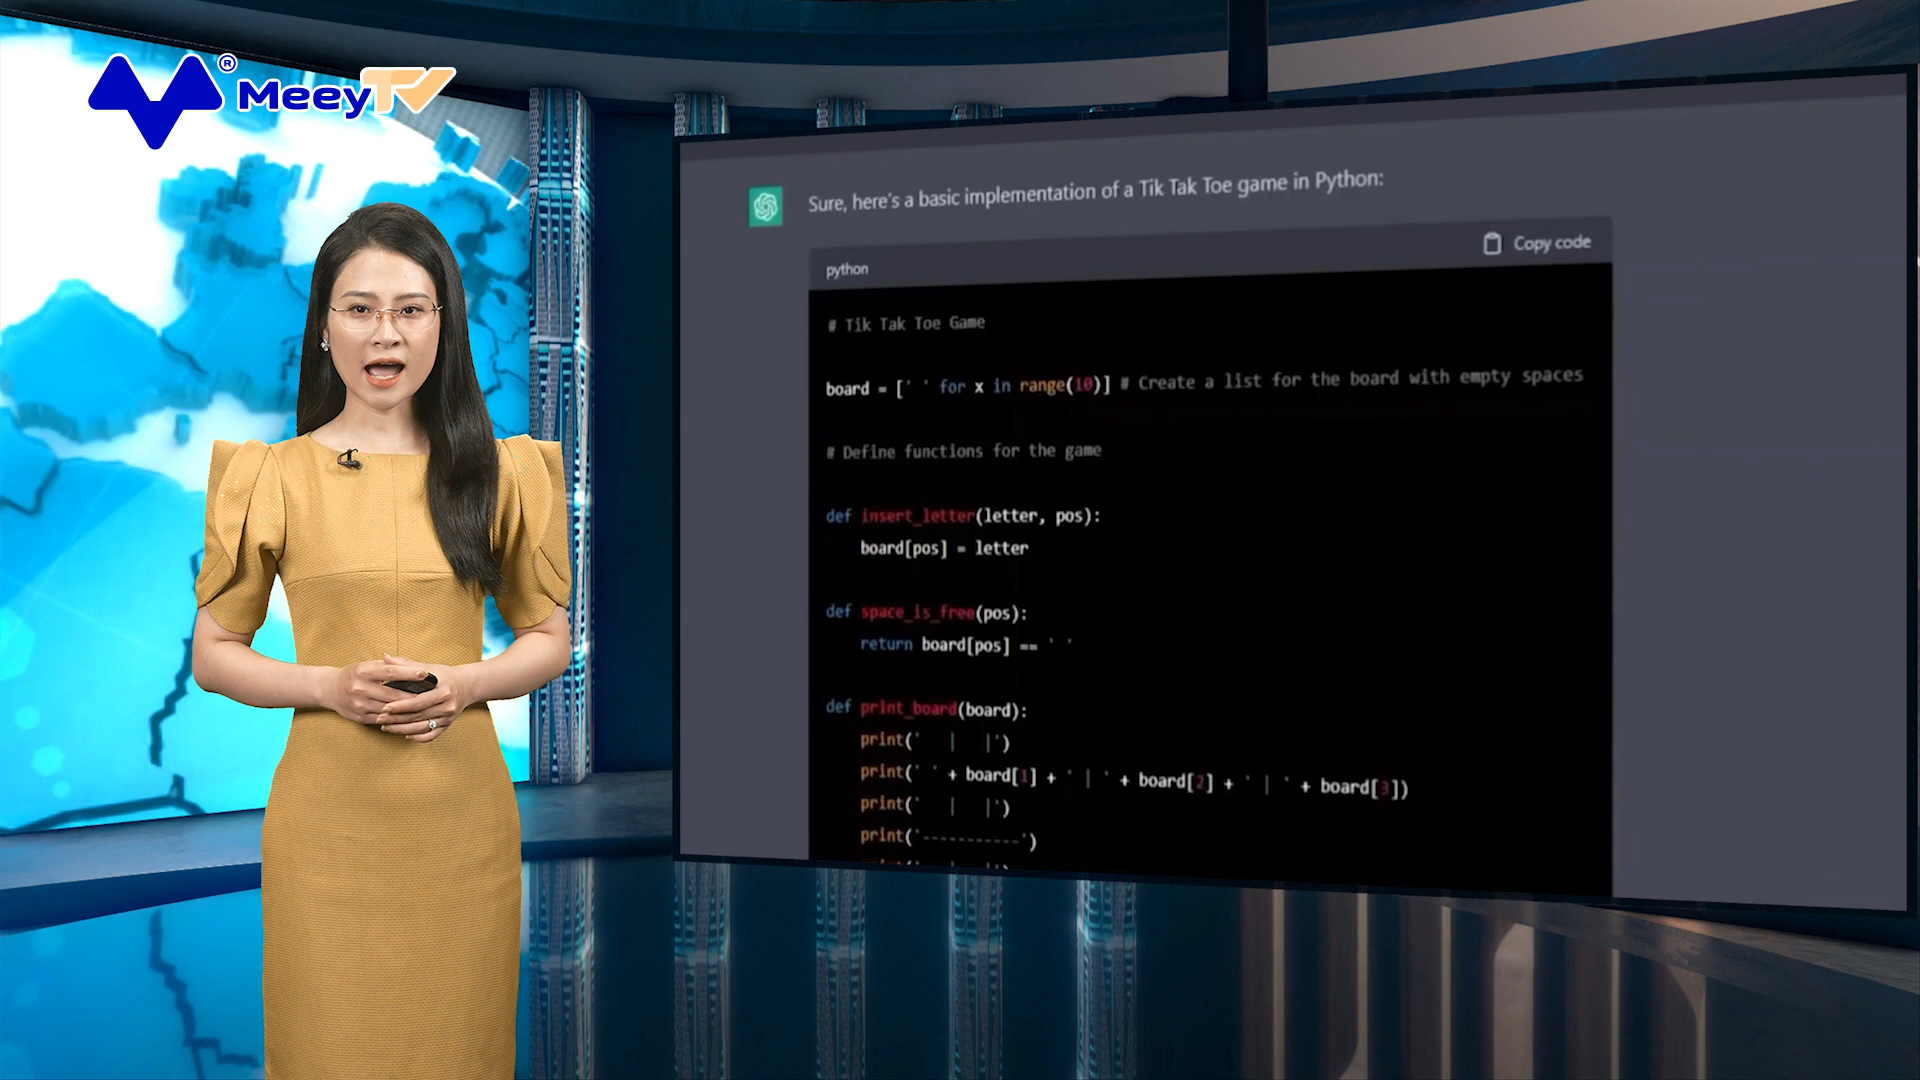 ® MeeyTV
Sure, here's a basic implementation of a Tik Tak Toe game in Python:
python
Copy code
# Tik Tak Toe Game
board = [' ' for x in range(10)] # Create a list for the board with empty spaces
# Define functions for the game
def insert_letter(letter, pos):
board[pos] = letter
def space_is_free(pos):
return board[pos] == ' '
def print_board(board):
print('   |   |')
print(' ' + board[1] + ' | ' + board[2] + ' | ' + board[3])
print('   |   |')
print('-----------')